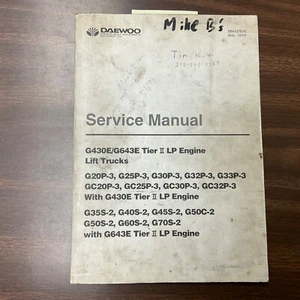 DAEWOO
Mike B's
Service Manual
G430E/G643E Tier II LP Engine
Lift Trucks
G20P-3, G25P-3, G30P-3, G32P-3, G33P-3
GC20P-3, GC25P-3, GC30P-3, GC32P-3
With G430E Tier II LP Engine
G35S-2, G40S-2, G45S-2, G50C-2
G50S-2, G60S-2, G70S-2
with G643E Tier II LP Engine